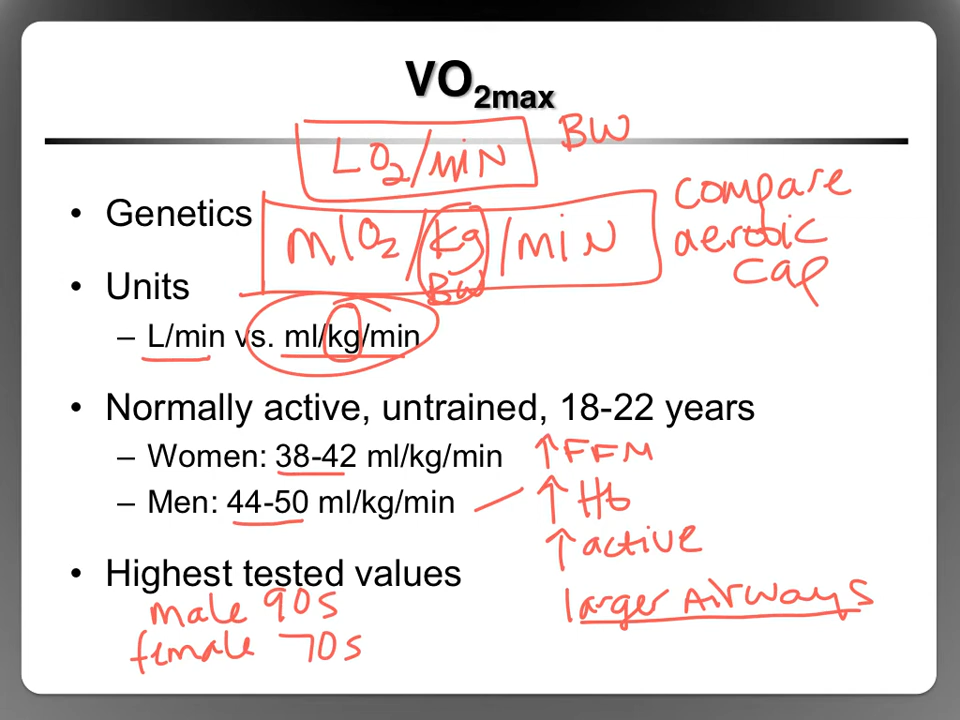 VO2max
LO2/min
BW
• Genetics
mlO2/kg/min
BW
compare
aerobic
cap
• Units
– L/min vs. ml/kg/min
• Normally active, untrained, 18-22 years
– Women: 38-42 ml/kg/min
↑FFM
– Men: 44-50 ml/kg/min
↑ Hb
↑ active
• Highest tested values
larger Airways
male 90s
female 70s